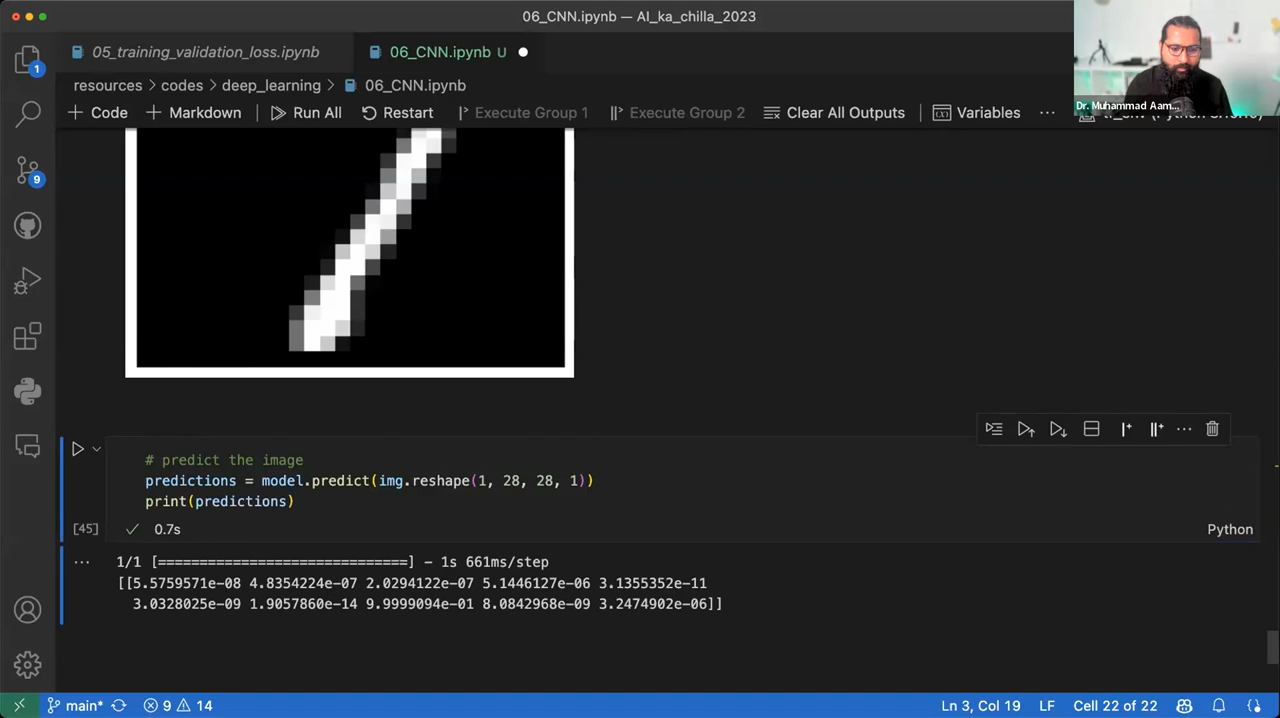 06_CNN.ipynb — AI_ka_chilla_2023
05_training_validation_loss.ipynb
06_CNN.ipynb U
resources > codes > deep_learning > 06_CNN.ipynb
+ Code + Markdown Run All Restart Execute Group 1 Execute Group 2 Clear All Outputs Variables ...
Dr. Muhammad Aam...
1
9
# predict the image
predictions = model.predict(img.reshape(1, 28, 28, 1))
print(predictions)
[45] ✓ 0.7s Python
... 1/1 [==============================] – 1s 661ms/step
[[5.5759571e-08 4.8354224e-07 2.0294122e-07 5.1446127e-06 3.1355352e-11
3.0328025e-09 1.9057860e-14 9.9999094e-01 8.0842968e-09 3.2474902e-06]]
main* 9 14 Ln 3, Col 19 LF Cell 22 of 22